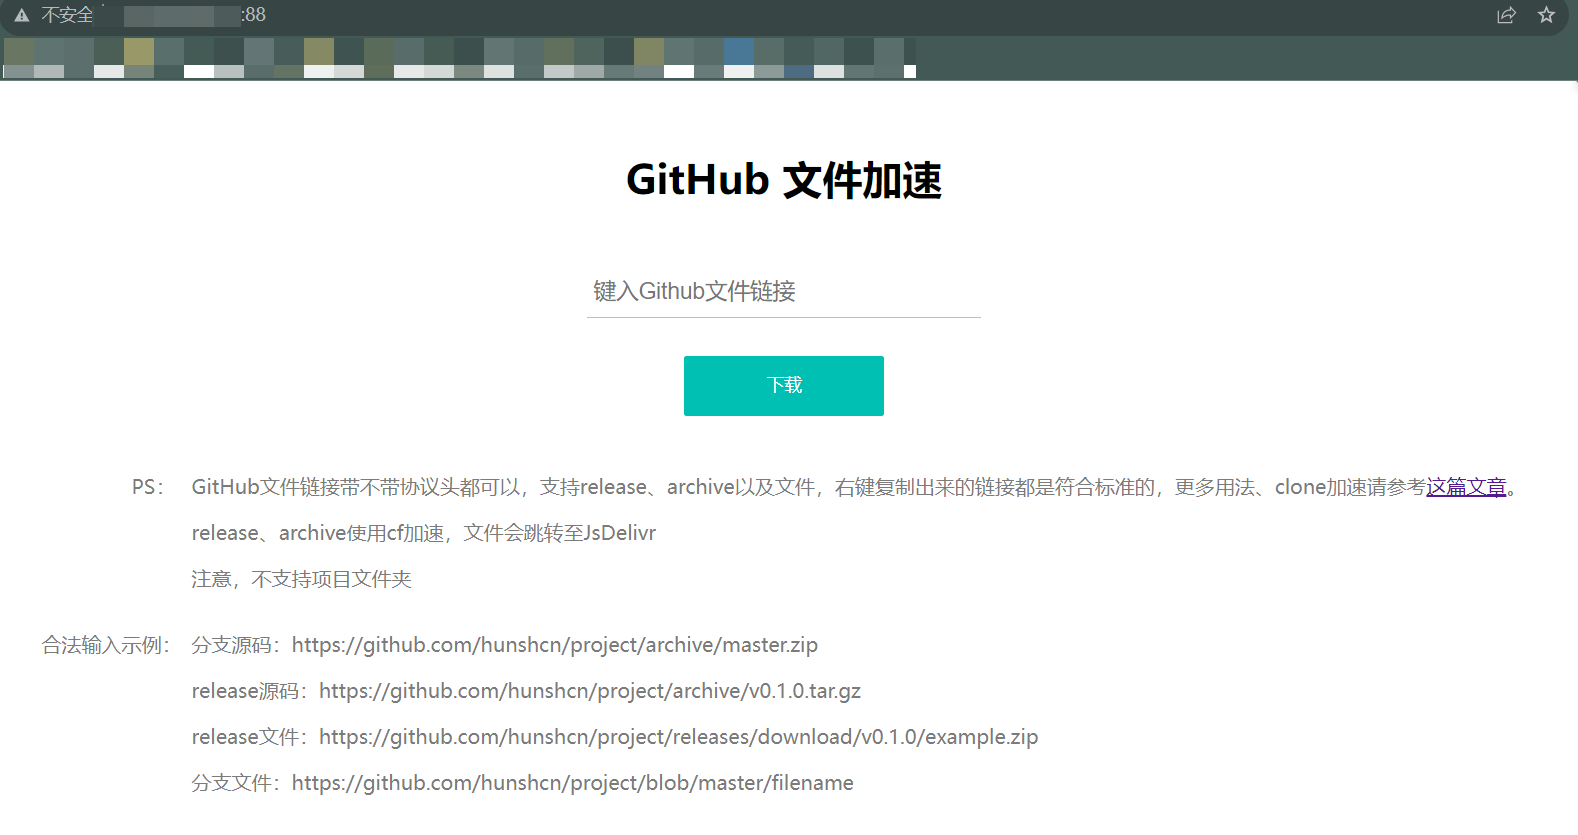 不安全
:88
GitHub 文件加速
键入Github文件链接
下载
PS： GitHub文件链接带不带协议头都可以，支持release、archive以及文件，右键复制出来的链接都是符合标准的，更多用法、clone加速请参考这篇文章。
release、archive使用cf加速，文件会跳转至JsDelivr
注意，不支持项目文件夹
合法输入示例： 分支源码：https://github.com/hunshcn/project/archive/master.zip
release源码：https://github.com/hunshcn/project/archive/v0.1.0.tar.gz
release文件：https://github.com/hunshcn/project/releases/download/v0.1.0/example.zip
分支文件：https://github.com/hunshcn/project/blob/master/filename